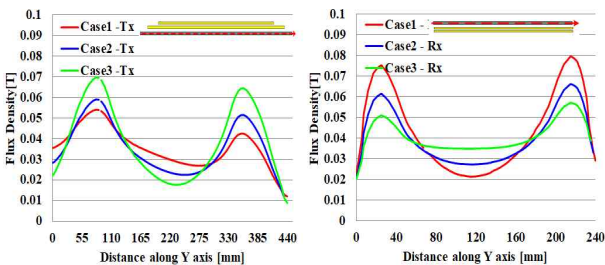 0.1
0.09
0.08
0.07
0.06
0.05
0.04
0.03
0.02
0.01
0
Flux Density[T]
Case1 -Tx
Case2 -Tx
Case3 -Tx
0 55 110 165 220 275 330 385 440
Distance along Y axis [mm]
0.1
0.09
0.08
0.07
0.06
0.05
0.04
0.03
0.02
0.01
0
Flux Density [T]
Case1 -
Case2 - Rx
Case3 - Rx
0 40 80 120 160 200 240
Distance along Y axis [mm]